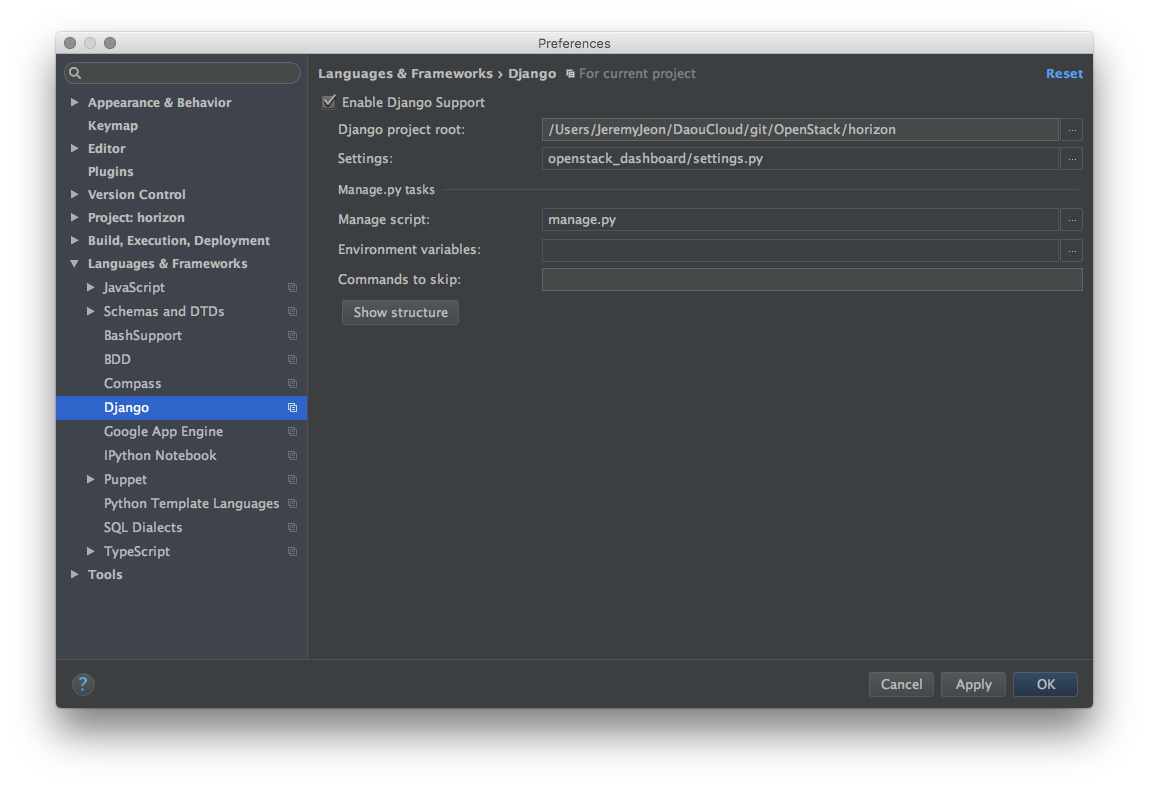 Preferences
Languages & Frameworks › Django For current project Reset
Appearance & Behavior
Keymap
Editor
Plugins
Version Control
Project: horizon
Build, Execution, Deployment
Languages & Frameworks
JavaScript
Schemas and DTDs
BashSupport
BDD
Compass
Django
Google App Engine
IPython Notebook
Puppet
Python Template Languages
SQL Dialects
TypeScript
Tools
Enable Django Support
Django project root: /Users/JeremyJeon/DaouCloud/git/OpenStack/horizon ...
Settings: openstack_dashboard/settings.py ...
Manage.py tasks
Manage script: manage.py ...
Environment variables: ...
Commands to skip:
Show structure
? Cancel Apply OK